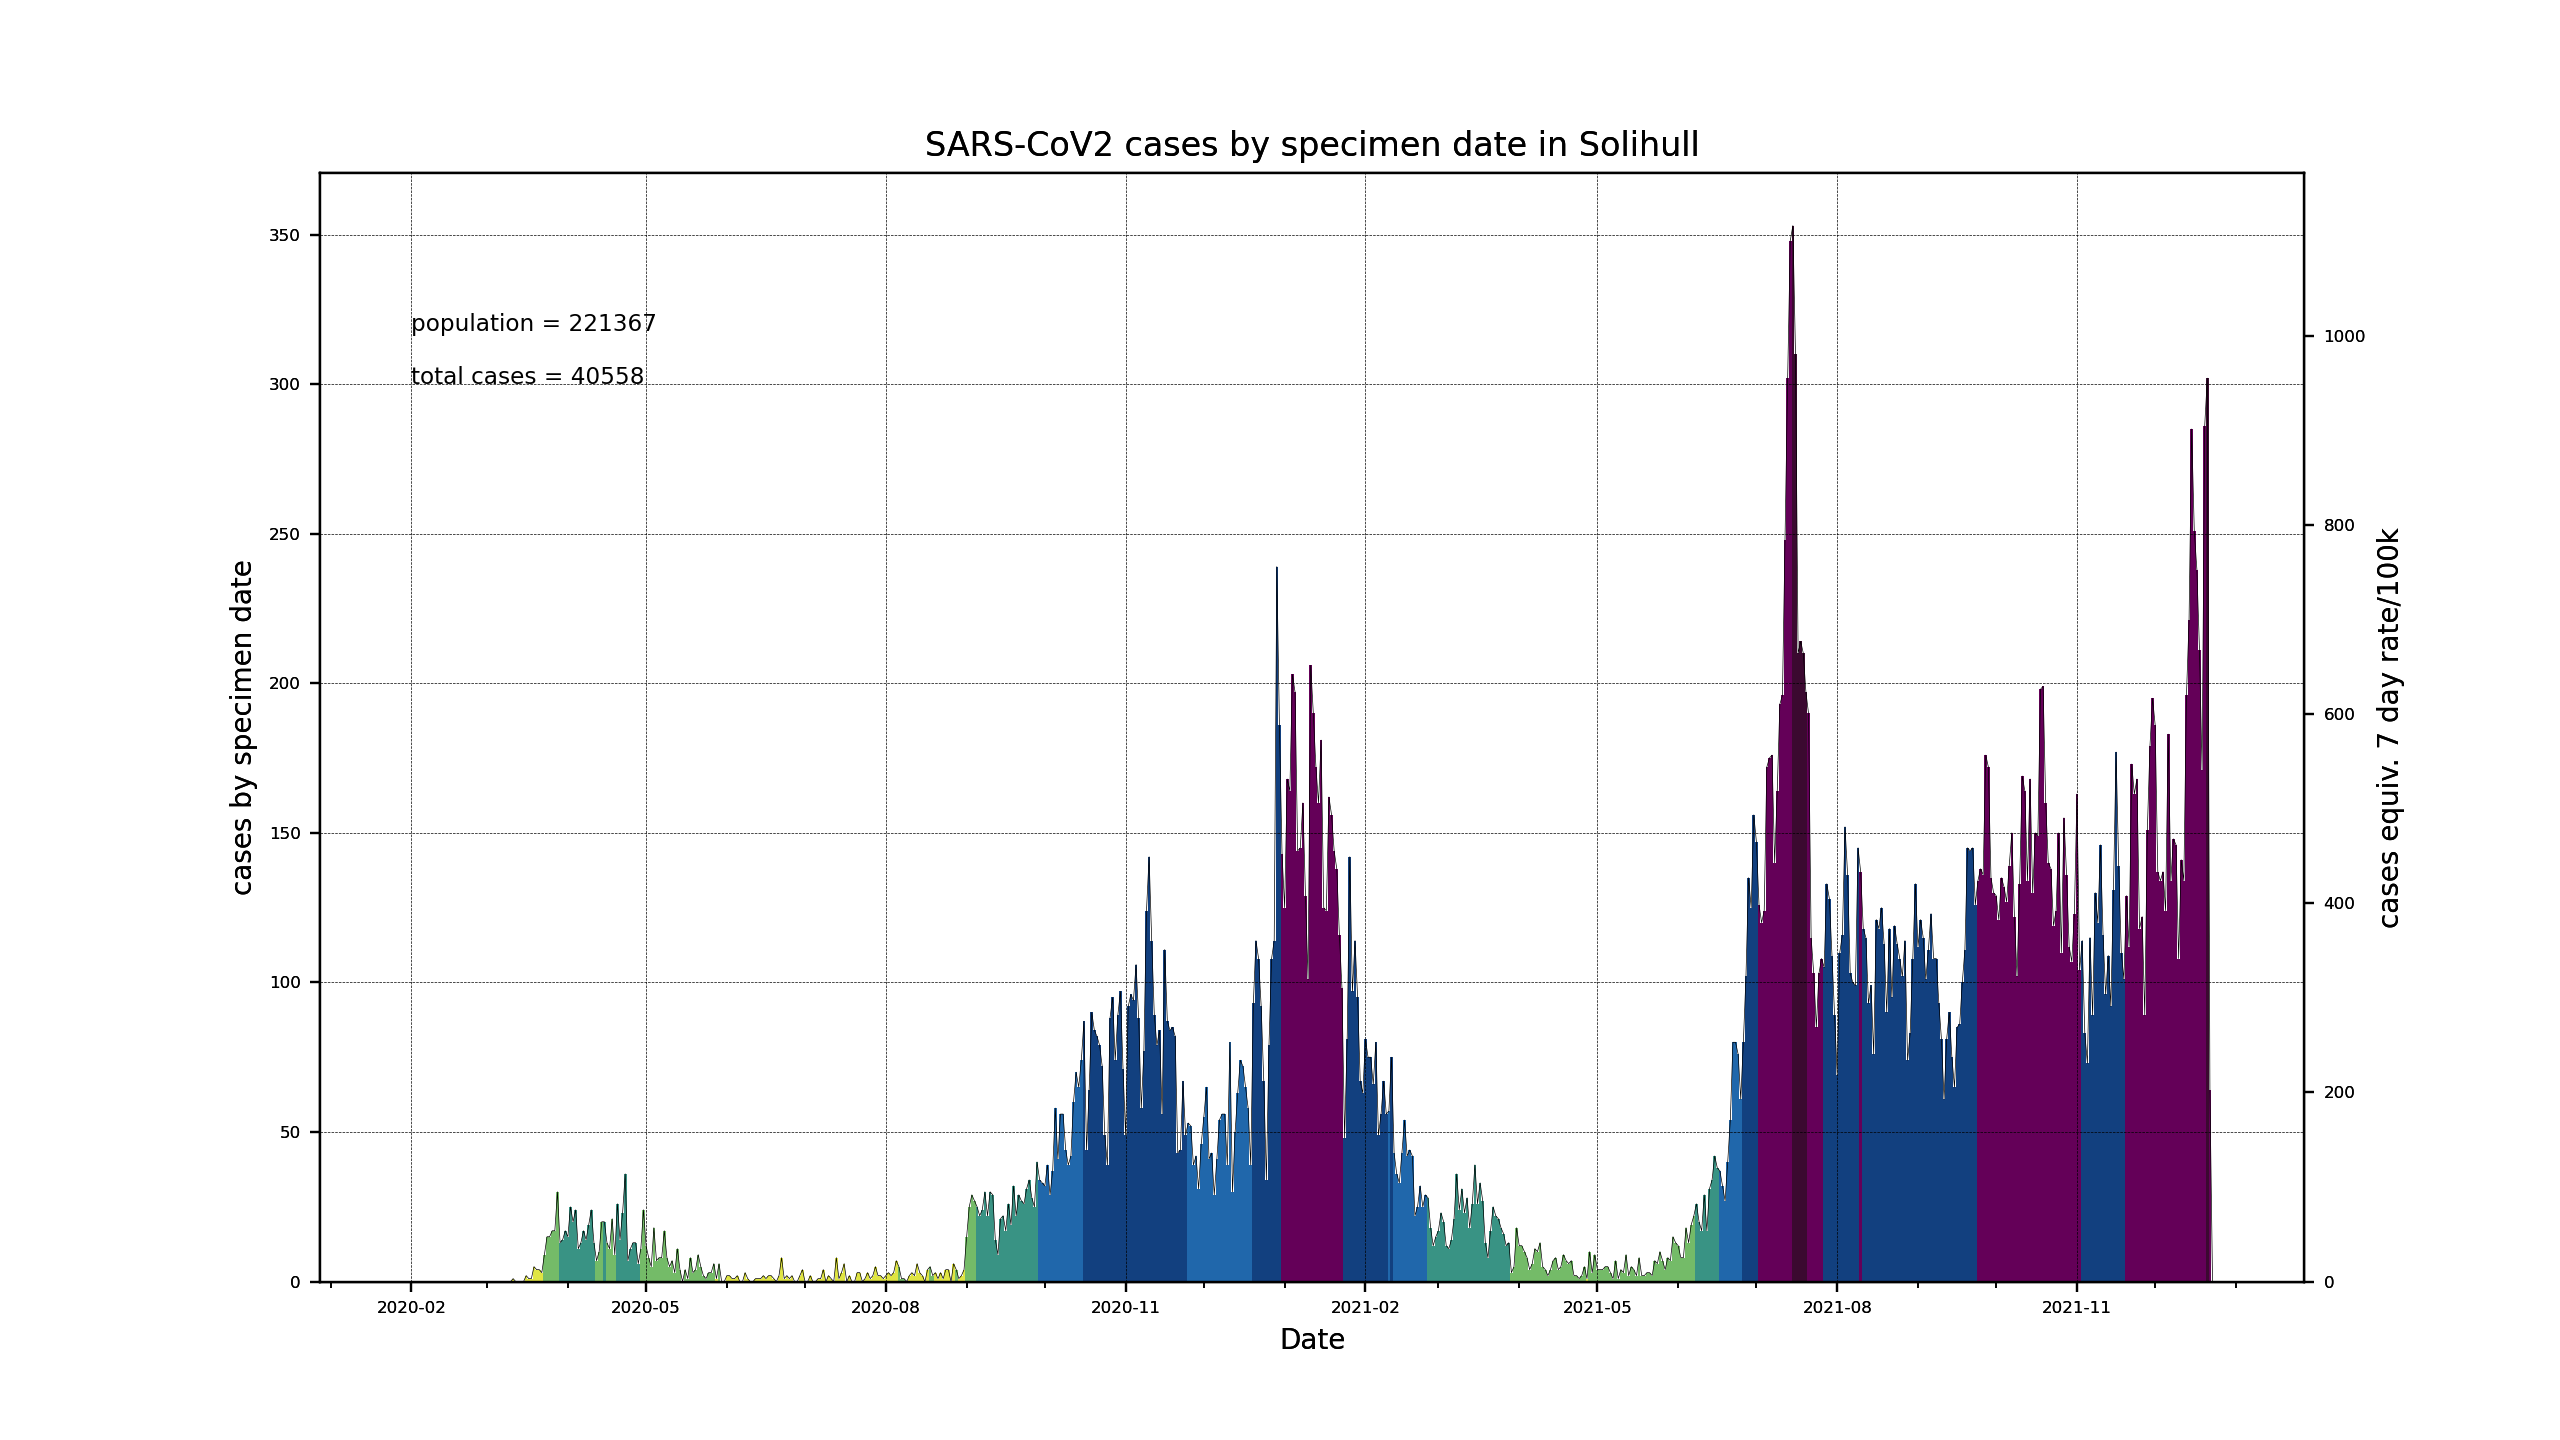 SARS-CoV2 cases by specimen date in Solihull
population = 221367
total cases = 40558
cases by specimen date
350
300
250
200
150
100
50
0
1000
800
600
400
200
0
cases equiv. 7 day rate/100k
2020-02 2020-05 2020-08 2020-11 2021-02 2021-05 2021-08 2021-11
Date